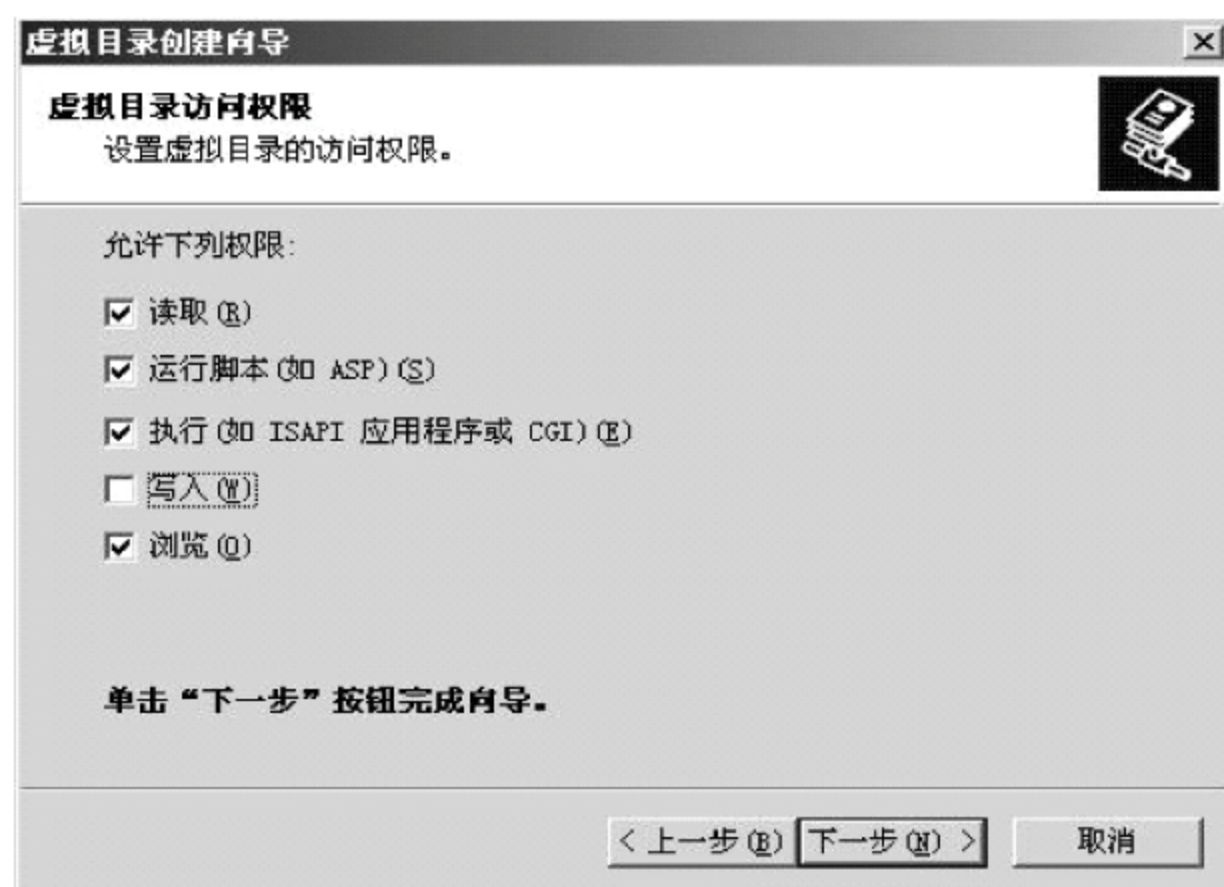 虚拟目录创建向导
虚拟目录访问权限
设置虚拟目录的访问权限。
允许下列权限:
读取(R)
运行脚本(如 ASP)(S)
执行(如 ISAPI 应用程序或 CGI)(E)
写入(W)
浏览(O)
单击“下一步”按钮完成向导。
< 上一步(B) 下一步(N) > 取消